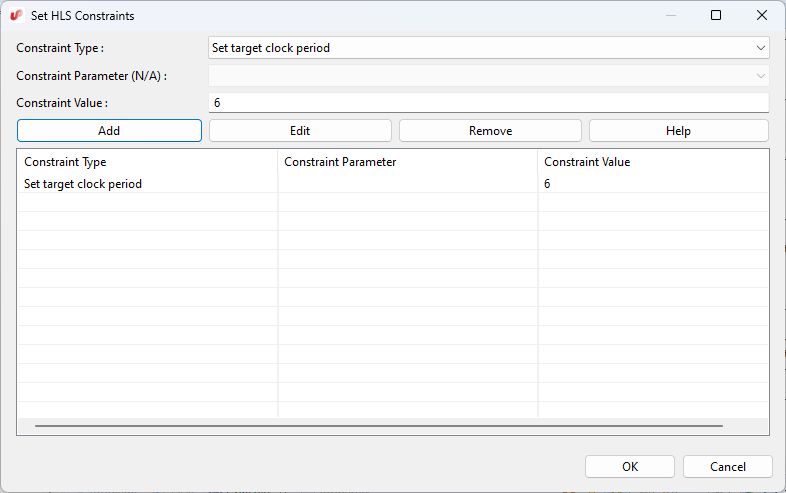 Set HLS Constraints
Constraint Type :
Set target clock period
Constraint Parameter (N/A) :
Constraint Value :
6
Add
Edit
Remove
Help
Constraint Type
Constraint Parameter
Constraint Value
Set target clock period
6
OK
Cancel